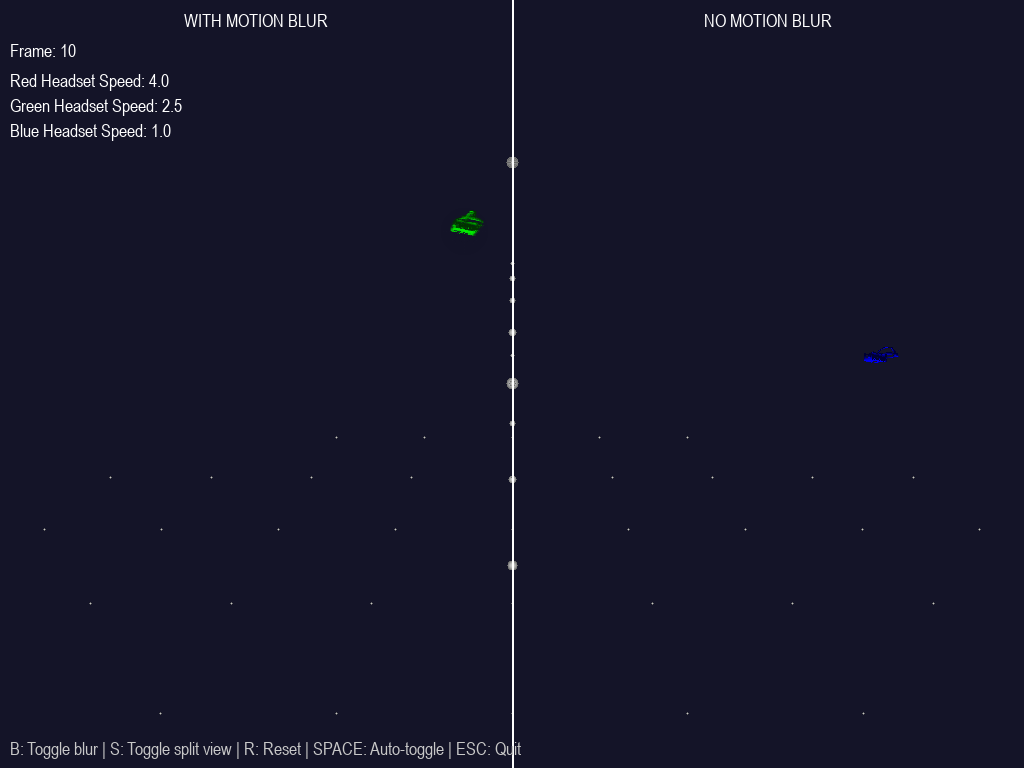 WITH MOTION BLUR
NO MOTION BLUR
Frame: 10
Red Headset Speed: 4.0
Green Headset Speed: 2.5
Blue Headset Speed: 1.0
B: Toggle blur | S: Toggle split view | R: Reset | SPACE: Auto-toggle | ESC: Quit